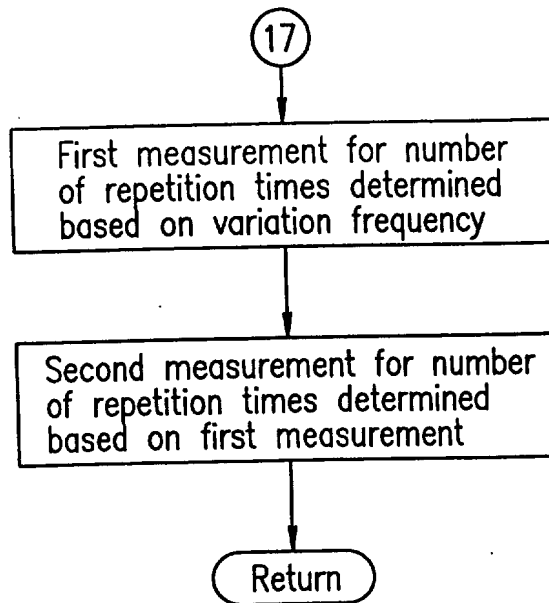 17
First measurement for number
of repetition times determined
based on variation frequency
Second measurement for number
of repetition times determined
based on first measurement
Return